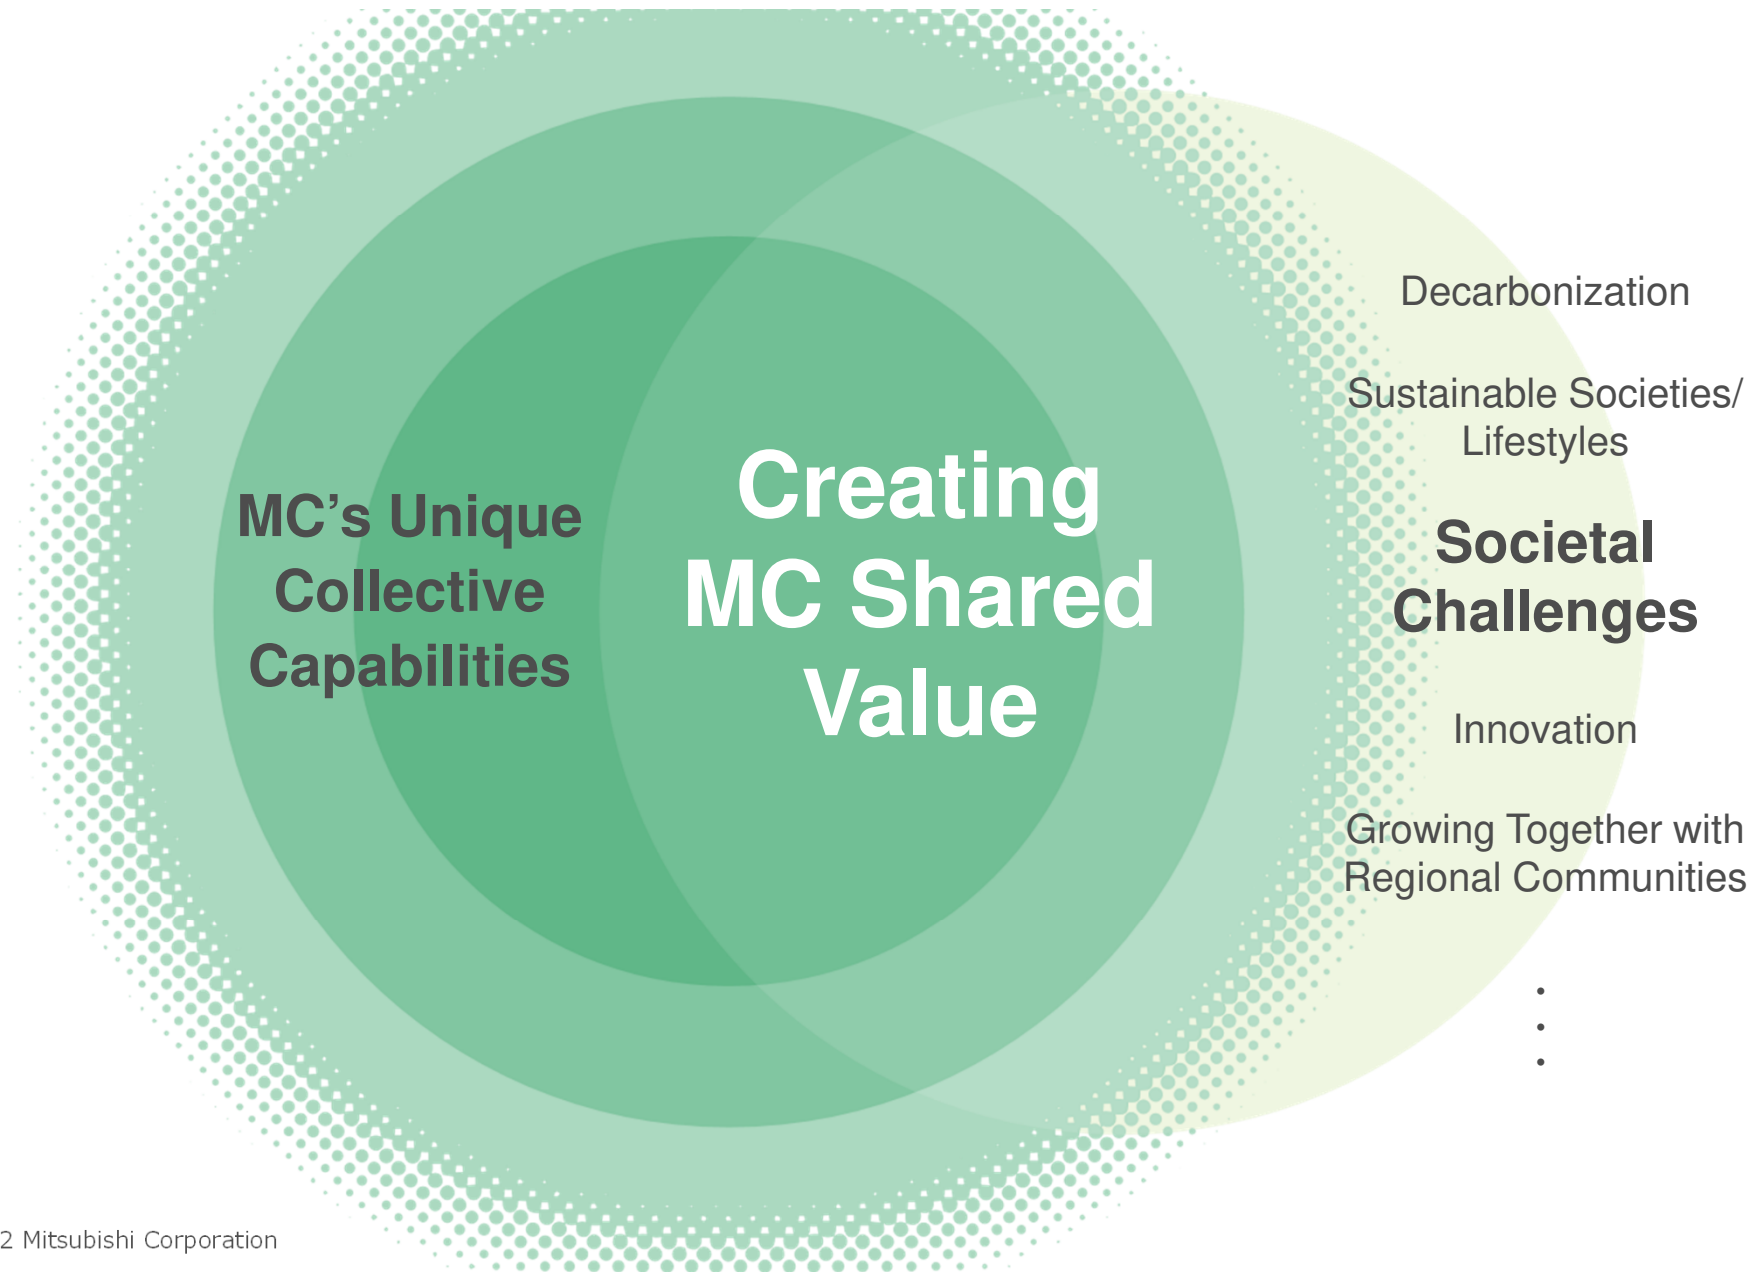 Decarbonization
Sustainable Societies/
Lifestyles
MC’s Unique
Collective
Capabilities
Creating
MC Shared
Value
Societal
Challenges
Innovation
Growing Together with
Regional Communities
・
・
・
2 Mitsubishi Corporation